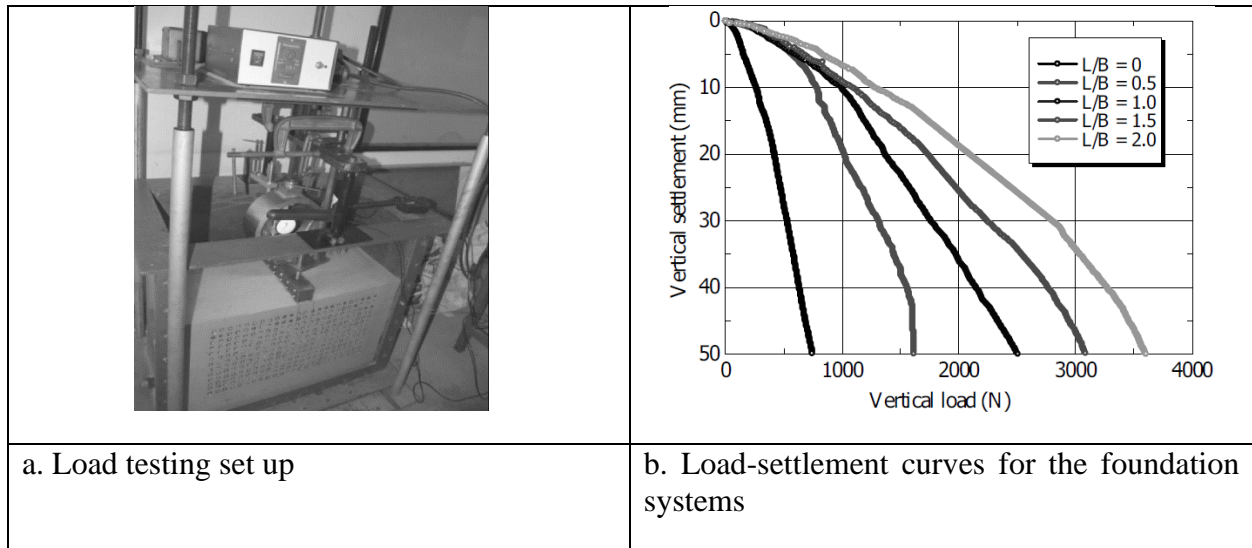 0
10
20
30
40
50
Vertical settlement (mm)
L/B = 0
L/B = 0.5
L/B = 1.0
L/B = 1.5
L/B = 2.0
0
1000
2000
3000
4000
Vertical load (N)
a. Load testing set up
b. Load-settlement curves for the foundation
systems